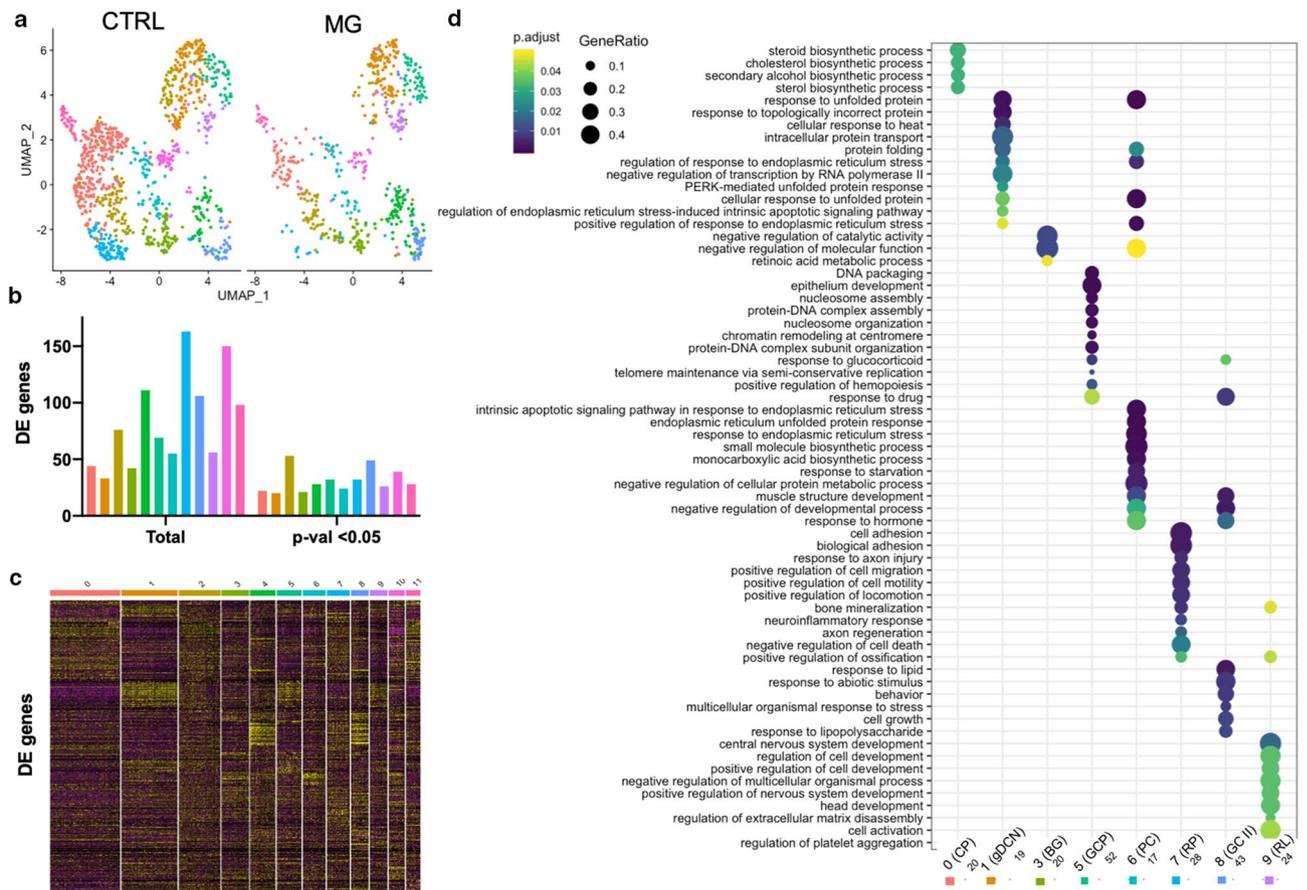 a
CTRL
MG
6
4
2
0
-2
UMAP_2
-8
-4
0
4
-8
-4
0
4
UMAP_1
b
150
100
50
0
DE genes
Total
p-val <0.05
c
0
1
2
3
4
5
6
7
8
9
10
11
DE genes
d
p.adjust
0.04
0.03
0.02
0.01
GeneRatio
0.1
0.2
0.3
0.4
steroid biosynthetic process
cholesterol biosynthetic process
secondary alcohol biosynthetic process
sterol biosynthetic process
response to unfolded protein
response to topologically incorrect protein
cellular response to heat
intracellular protein transport
protein folding
regulation of response to endoplasmic reticulum stress
negative regulation of transcription by RNA polymerase II
PERK-mediated unfolded protein response
cellular response to unfolded protein
regulation of endoplasmic reticulum stress-induced intrinsic apoptotic signaling pathway
positive regulation of response to endoplasmic reticulum stress
negative regulation of catalytic activity
negative regulation of molecular function
retinoic acid metabolic process
DNA packaging
epithelium development
nucleosome assembly
protein-DNA complex assembly
nucleosome organization
chromatin remodeling at centromere
protein-DNA complex subunit organization
response to glucocorticoid
telomere maintenance via semi-conservative replication
positive regulation of hemopoiesis
response to drug
intrinsic apoptotic signaling pathway in response to endoplasmic reticulum stress
endoplasmic reticulum unfolded protein response
response to endoplasmic reticulum stress
small molecule biosynthetic process
monocarboxylic acid biosynthetic process
response to starvation
negative regulation of cellular protein metabolic process
muscle structure development
negative regulation of developmental process
response to hormone
cell adhesion
biological adhesion
response to axon injury
positive regulation of cell migration
positive regulation of cell motility
positive regulation of locomotion
bone mineralization
neuroinflammatory response
axon regeneration
negative regulation of cell death
positive regulation of ossification
response to lipid
response to abiotic stimulus
behavior
multicellular organismal response to stress
cell growth
response to lipopolysaccharide
central nervous system development
regulation of cell development
positive regulation of cell development
negative regulation of multicellular organismal process
positive regulation of nervous system development
head development
regulation of extracellular matrix disassembly
cell activation
regulation of platelet aggregation
0 (CP)
20
1 (gDCN)
19
3 (BG)
20
5 (GCP)
52
6 (PC)
17
7 (RP)
28
8 (GC II)
43
9 (RL)
24